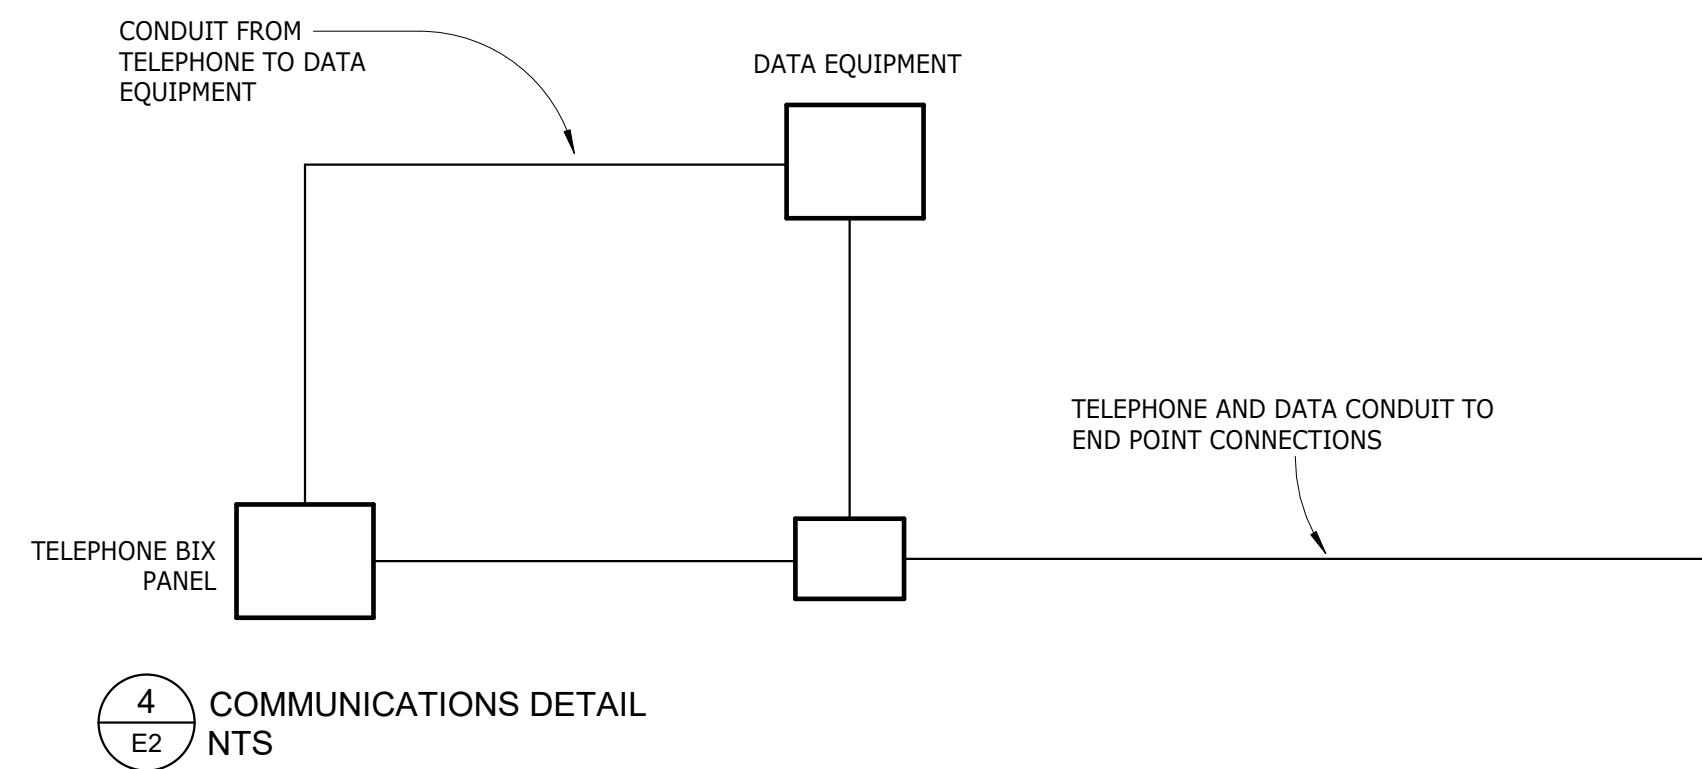 CONDUIT FROM
TELEPHONE TO DATA
EQUIPMENT
DATA EQUIPMENT
TELEPHONE AND DATA CONDUIT TO
END POINT CONNECTIONS
TELEPHONE BIX
PANEL
4
E2
COMMUNICATIONS DETAIL
NTS